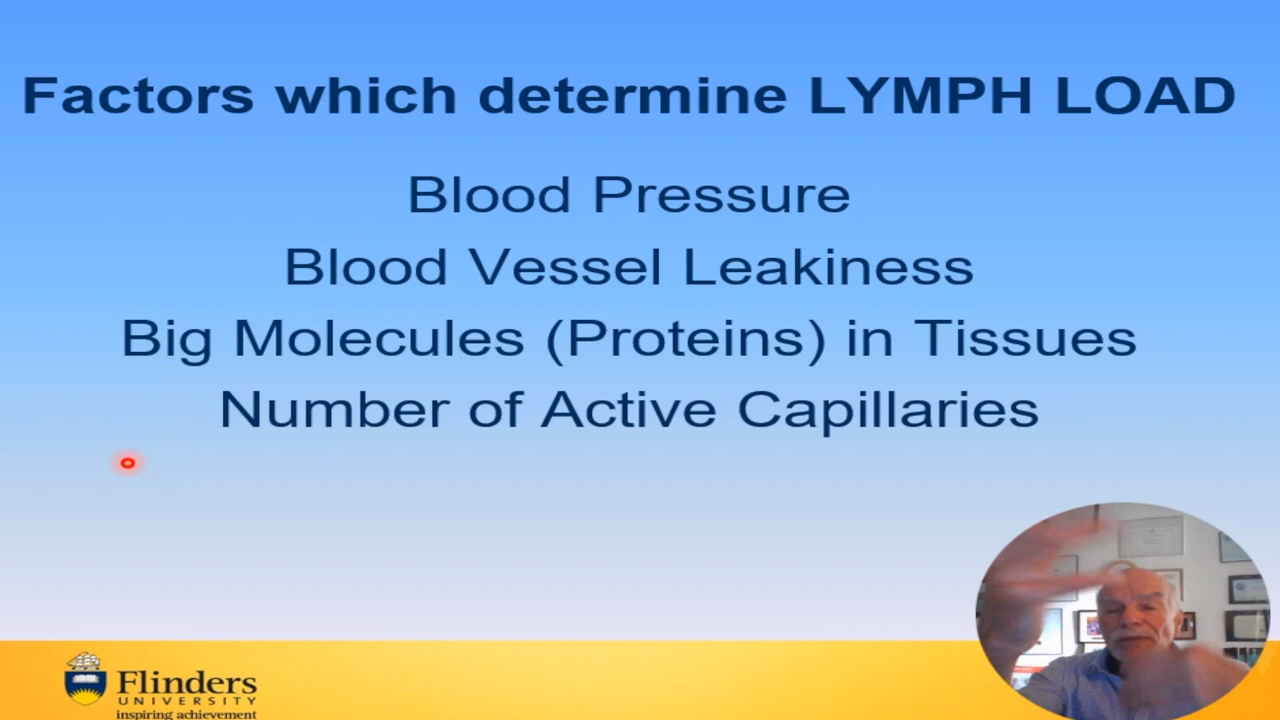 Factors which determine LYMPH LOAD
Blood Pressure
Blood Vessel Leakiness
Big Molecules (Proteins) in Tissues
Number of Active Capillaries
Flinders
UNIVERSITY
inspiring achievement